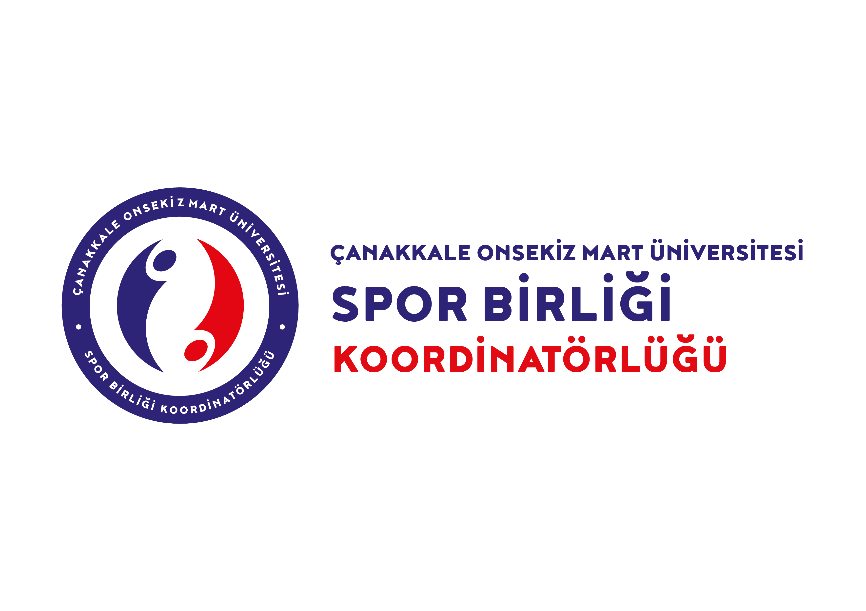 ÇANAKKALE ONSEKİZ MART ÜNİVERSİTESİ
SPOR BİRLİĞİ KOORDİNATÖRLÜĞÜ
ÇANAKKALE ONSEKİZ MART ÜNİVERSİTESİ
SPOR BİRLİĞİ
KOORDİNATÖRLÜĞÜ